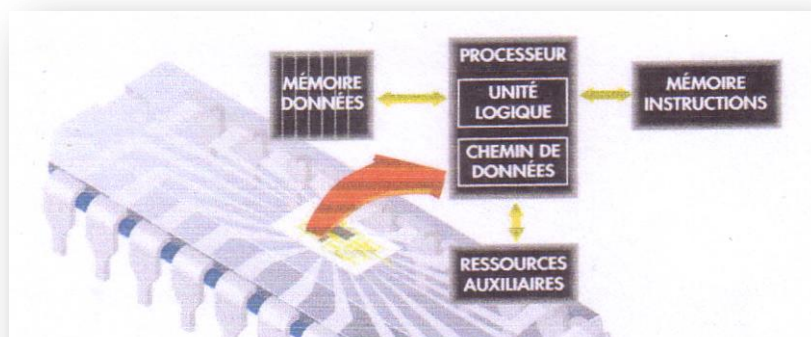 MÉMOIRE
DONNÉES
PROCESSEUR
UNITÉ
LOGIQUE
CHEMIN DE
DONNÉES
MÉMOIRE
INSTRUCTIONS
RESSOURCES
AUXILIAIRES